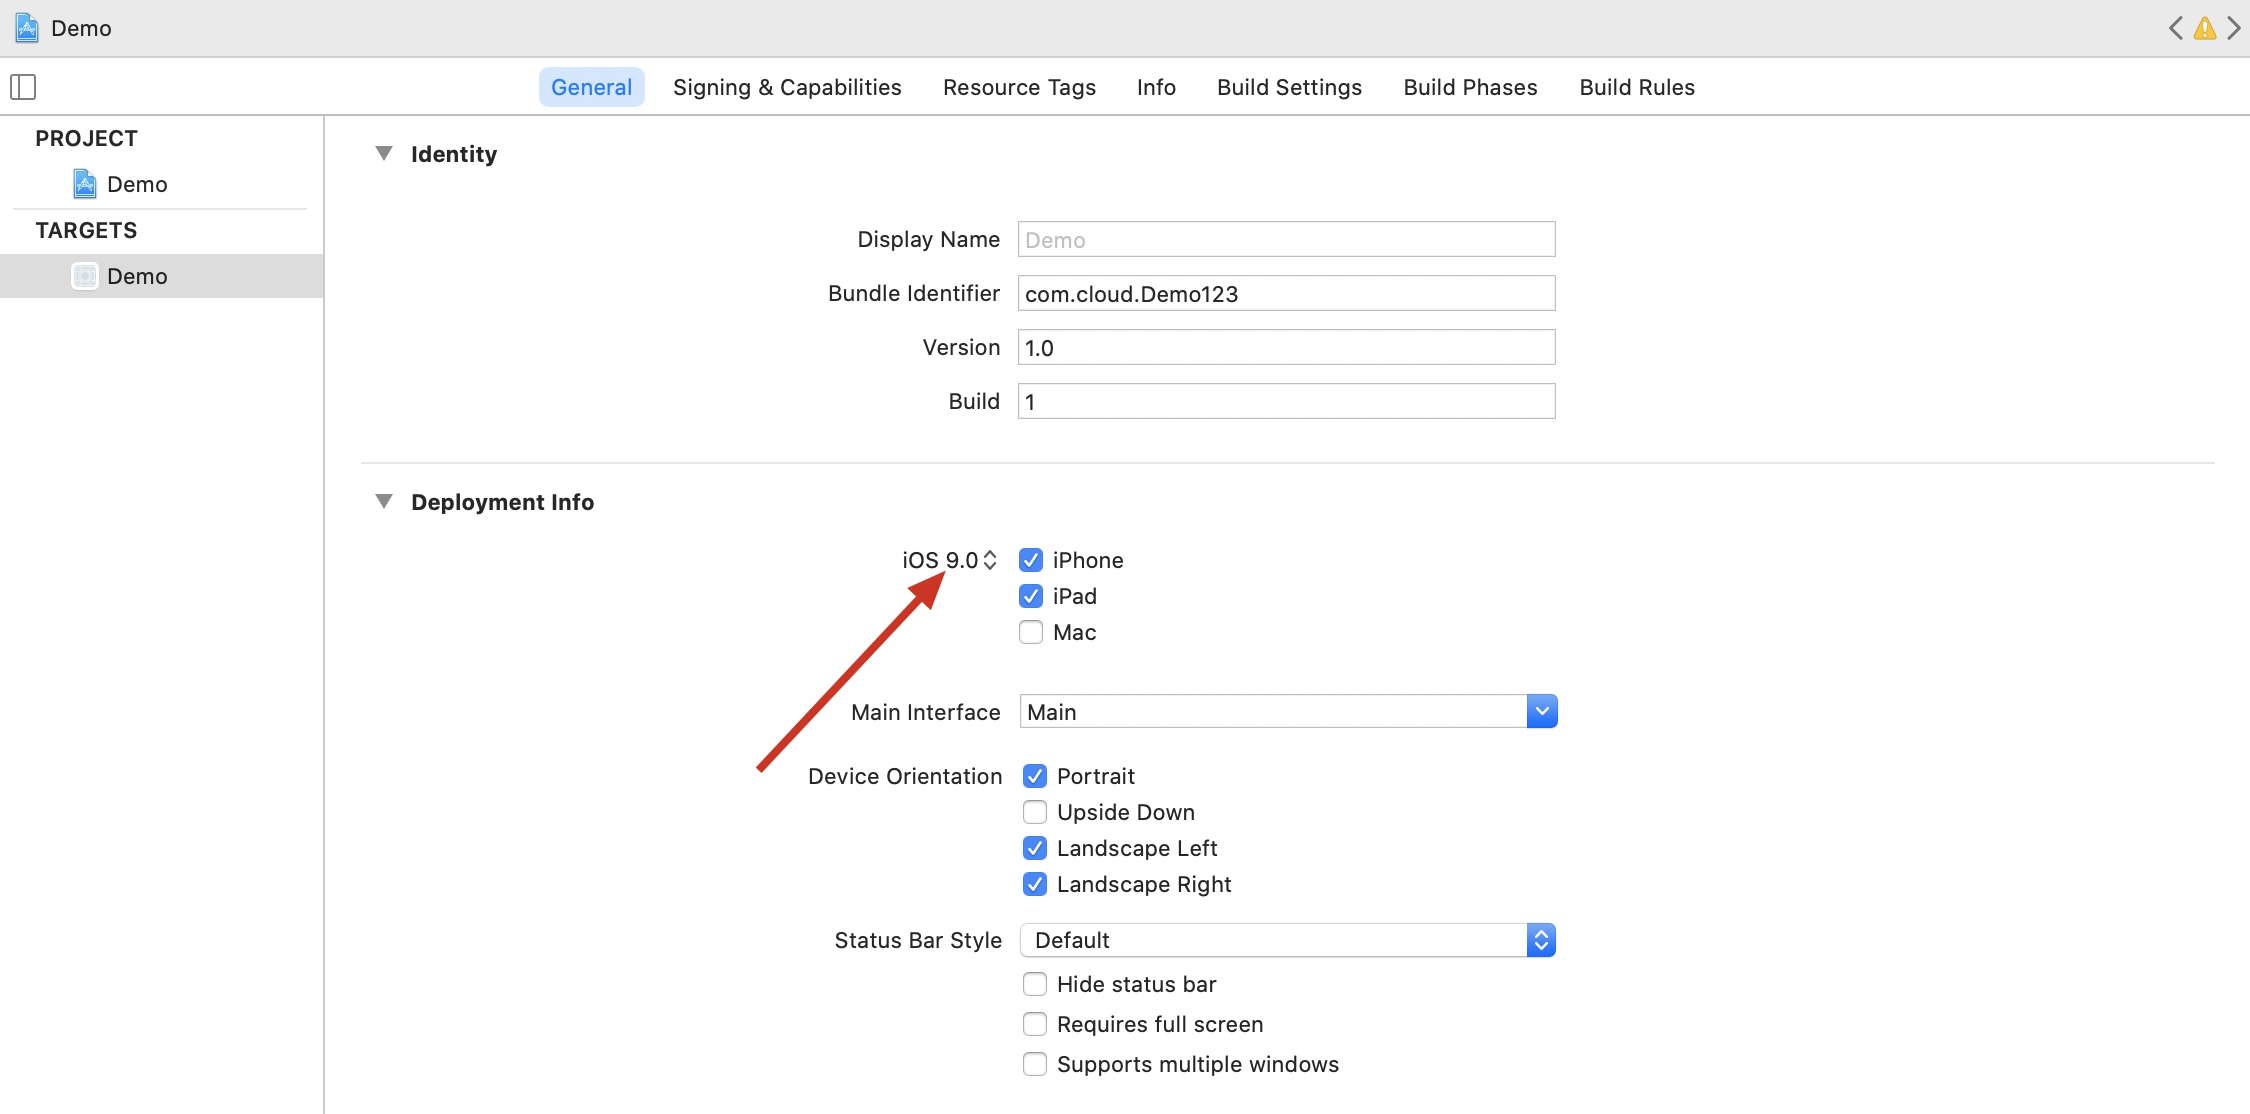 Demo
General Signing & Capabilities Resource Tags Info Build Settings Build Phases Build Rules
PROJECT
Demo
TARGETS
Demo
Identity
Display Name Demo
Bundle Identifier com.cloud.Demo123
Version 1.0
Build 1
Deployment Info
iOS 9.0 iPhone
iPad
Mac
Main Interface Main
Device Orientation Portrait
Upside Down
Landscape Left
Landscape Right
Status Bar Style Default
Hide status bar
Requires full screen
Supports multiple windows